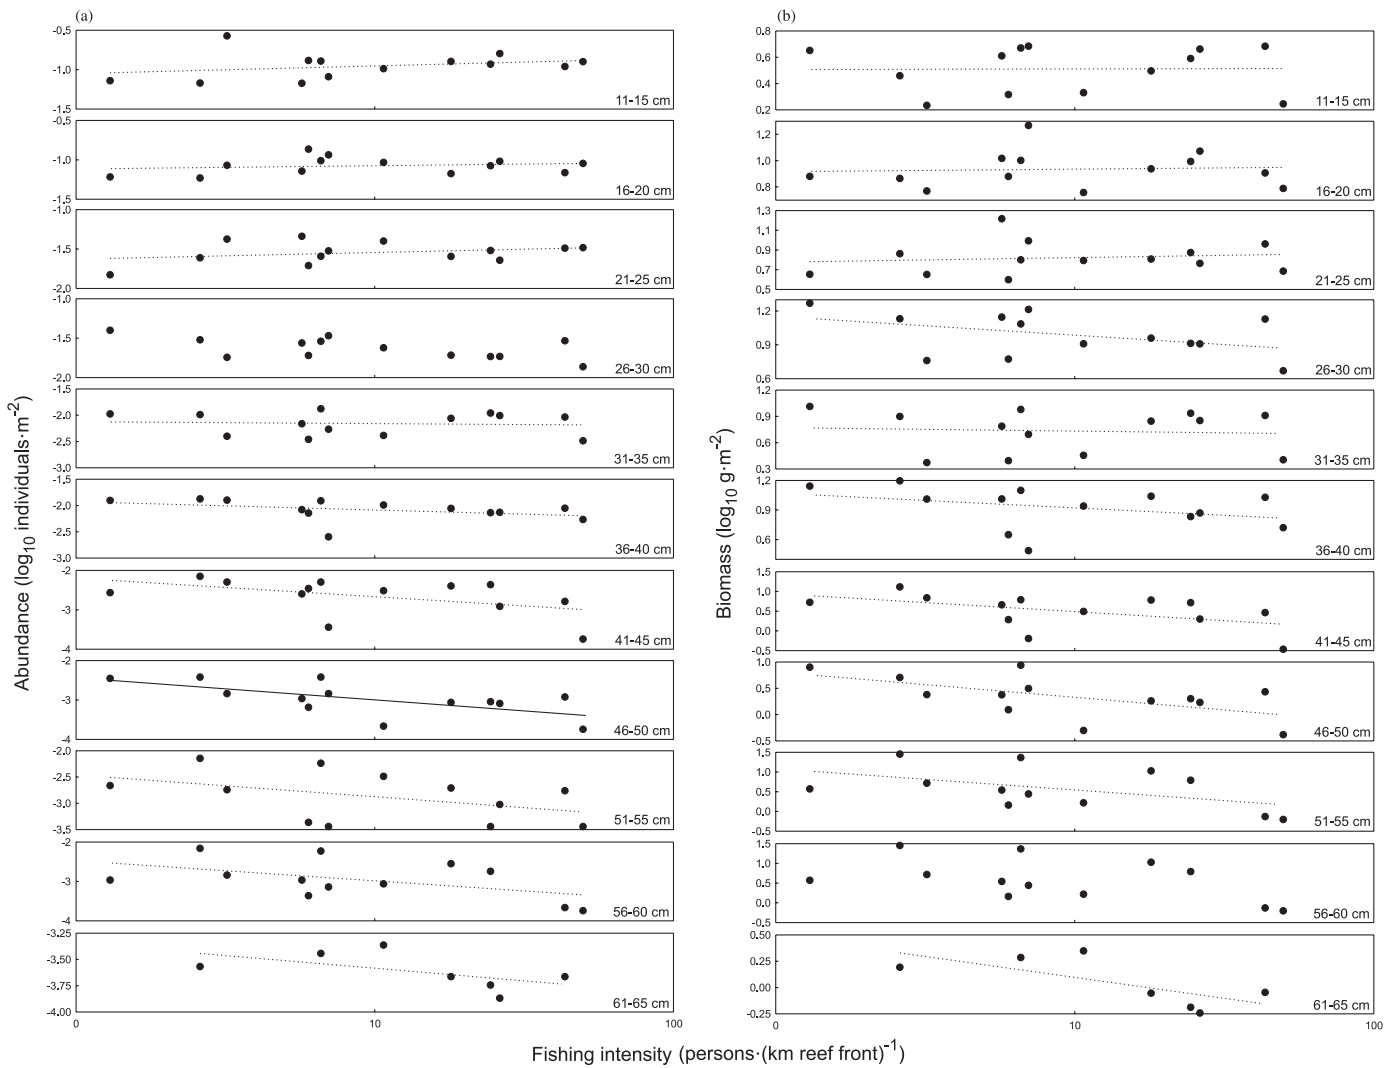 (a)
-0.5
-1.0
-1.5
11-15 cm
-0.5
-1.0
-1.5
16-20 cm
-1.0
-1.5
-2.0
21-25 cm
-1.0
-1.5
-2.0
26-30 cm
-1.5
-2.0
-2.5
-3.0
31-35 cm
-1.5
-2.0
-2.5
-3.0
36-40 cm
-2
-3
-4
41-45 cm
-2
-3
-4
46-50 cm
-2.0
-2.5
-3.0
-3.5
51-55 cm
-2
-3
-4
56-60 cm
-3.25
-3.50
-3.75
-4.00
61-65 cm
0 10 100
Abundance (log10 individuals·m-2)
(b)
0.8
0.6
0.4
0.2
11-15 cm
1.2
1.0
0.8
16-20 cm
1.3
1.1
0.9
0.7
0.5
21-25 cm
1.2
0.9
0.6
26-30 cm
1.2
0.9
0.6
0.3
31-35 cm
1.2
0.9
0.6
36-40 cm
1.5
1.0
0.5
0.0
-0.5
41-45 cm
1.0
0.5
0.0
-0.5
46-50 cm
1.5
1.0
0.5
0.0
-0.5
51-55 cm
1.5
1.0
0.5
0.0
-0.5
56-60 cm
0.50
0.25
0.00
-0.25
61-65 cm
0 10 100
Biomass (log10 g·m-2)
Fishing intensity (persons·(km reef front)-1)